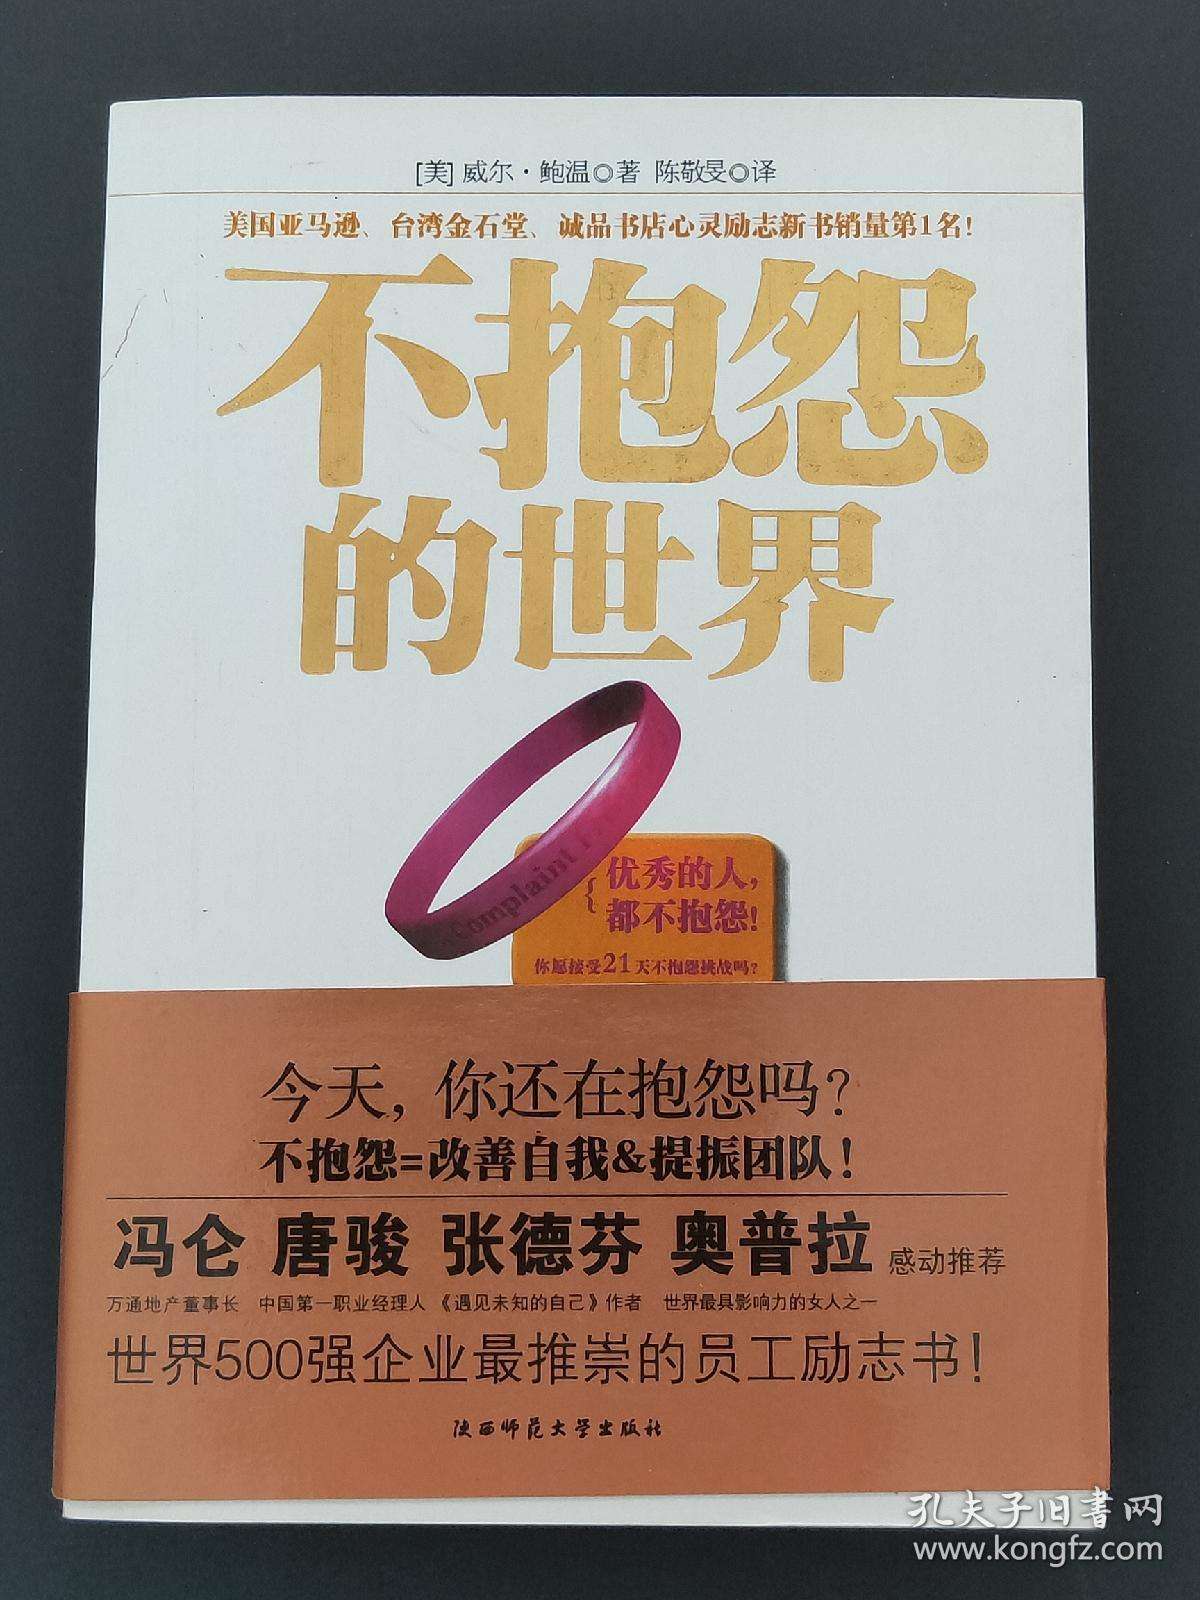 [美]威尔·鲍温◎著 陈敬旻◎译
美国亚马逊、台湾金石堂、诚品书店心灵励志新书销量第1名!
不抱怨
的世界
Complaint F
优秀的人,
都不抱怨!
你愿接受21天不抱怨挑战吗?
今天,你还在抱怨吗?
不抱怨=改善自我&提振团队!
冯仑 唐骏 张德芬 奥普拉 感动推荐
万通地产董事长 中国第一职业经理人 《遇见未知的自己》作者 世界最具影响力的女人之一
世界500强企业最推崇的员工励志书!
陕西师范大学出版社
孔夫子旧书网
www.kongfz.com